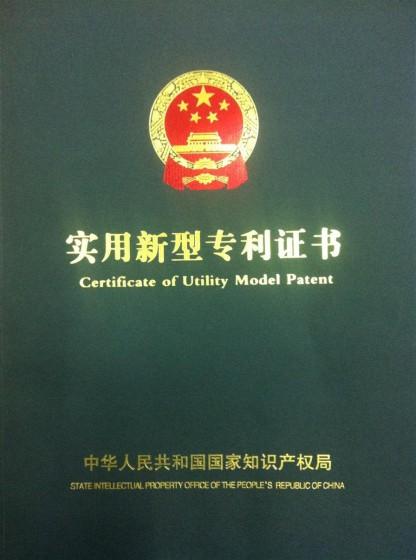 实用新型专利证书
Certificate of Utility Model Patent
中华人民共和国国家知识产权局
STATE INTELLECTUAL PROPERTY OFFICE OF THE PEOPLE'S REPUBLIC OF CHINA